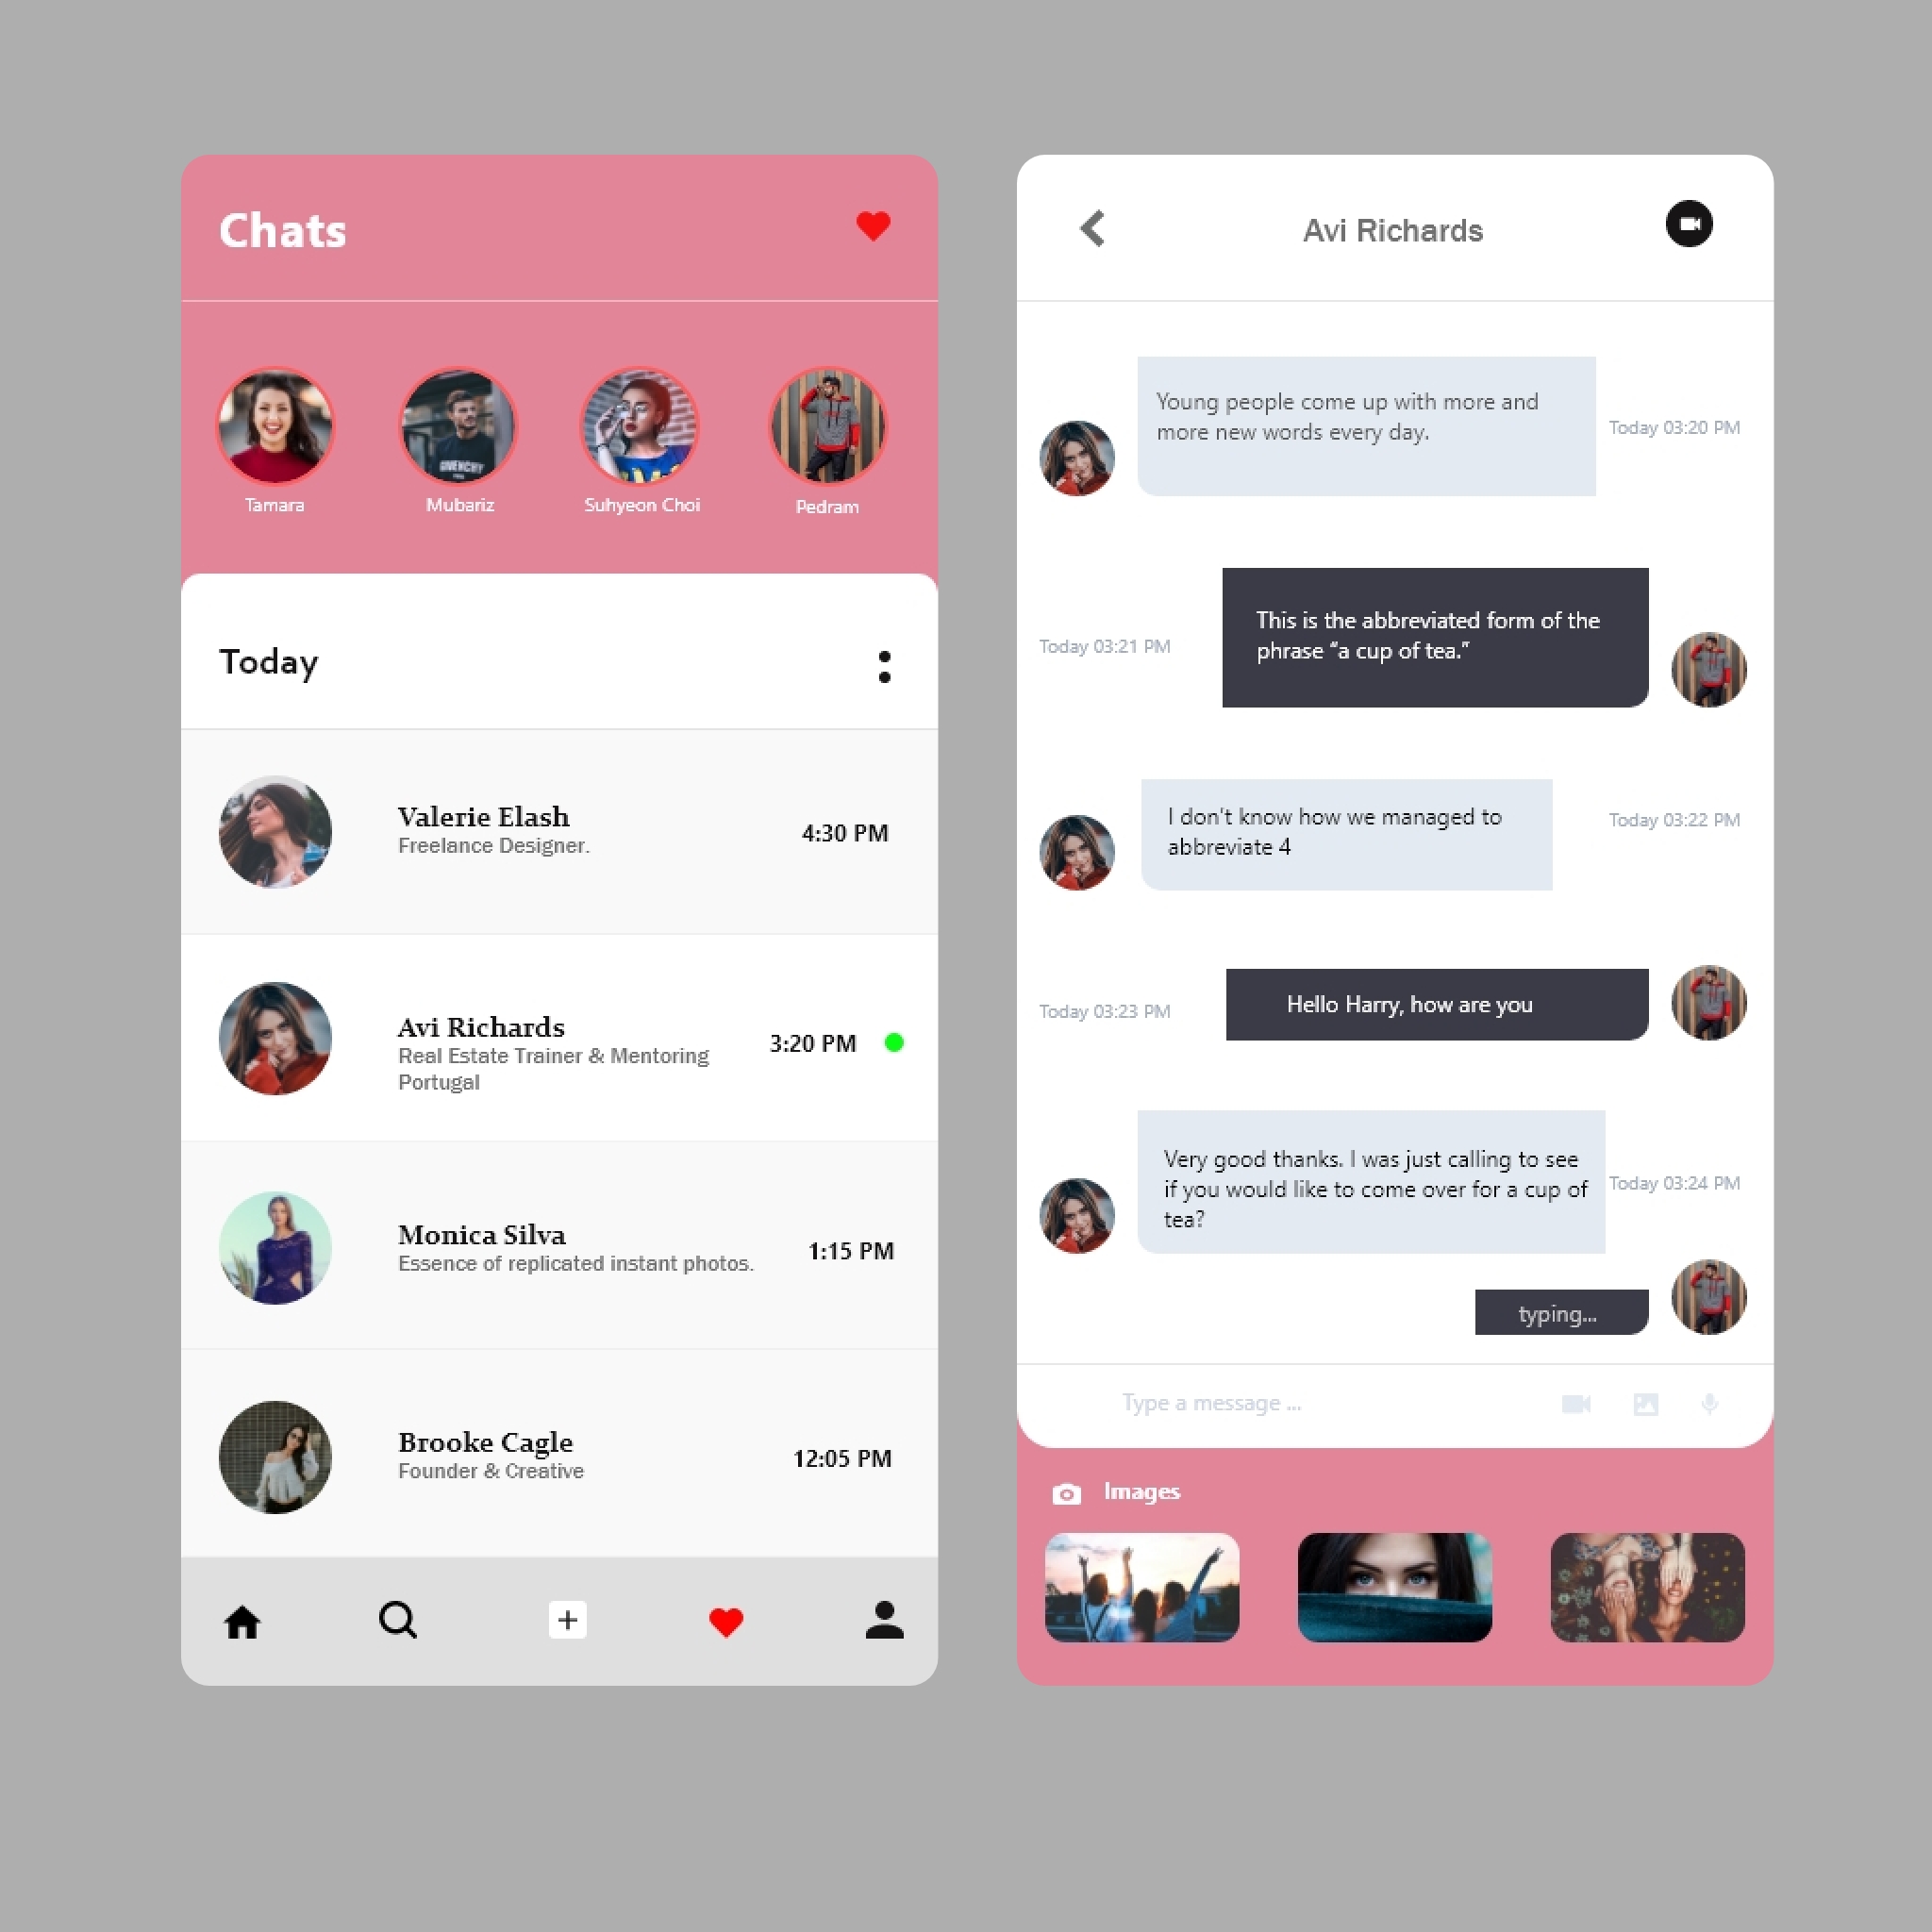 Chats
Tamara
Mubariz
Suhyeon Choi
Pedram
Today
Valerie Elash
Freelance Designer.
4:30 PM
Avi Richards
Real Estate Trainer & Mentoring
Portugal
3:20 PM
Monica Silva
Essence of replicated instant photos.
1:15 PM
Brooke Cagle
Founder & Creative
12:05 PM
Avi Richards
Young people come up with more and
more new words every day.
Today 03:20 PM
This is the abbreviated form of the
phrase “a cup of tea.”
Today 03:21 PM
I don't know how we managed to
abbreviate 4
Today 03:22 PM
Hello Harry, how are you
Today 03:23 PM
Very good thanks. I was just calling to see
if you would like to come over for a cup of
tea?
Today 03:24 PM
typing...
Type a message ...
Images